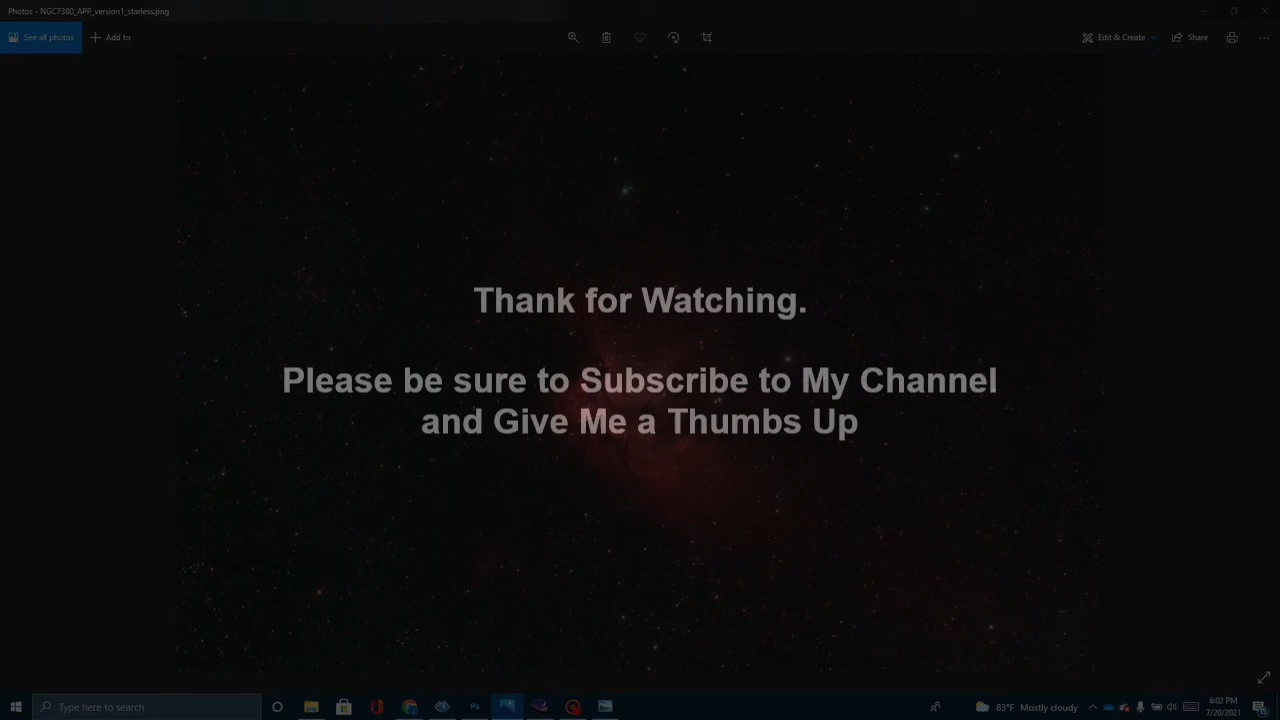 Photos - NGC7380_APP_version1_starless.png
See all photos
Add to
Edit & Create
Share
Thank for Watching.
Please be sure to Subscribe to My Channel
and Give Me a Thumbs Up
Type here to search
Ps
83°F Mostly cloudy
6:02 PM
7/20/2021
15